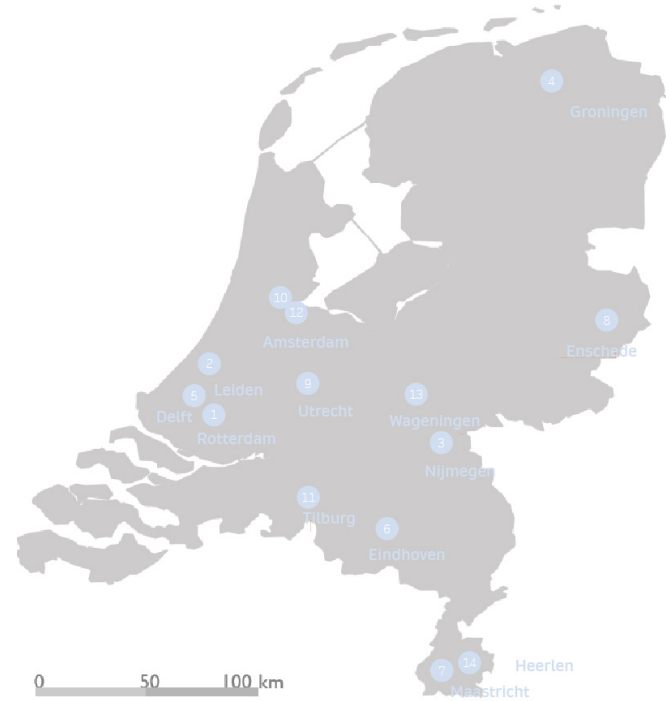 4
Groningen
10
12
Amsterdam
8
Enschede
2
Leiden
9
Utrecht
13
Wageningen
5
Delft
1
Rotterdam
3
Nijmegen
11
Tilburg
6
Eindhoven
14
Heerlen
7
Maastricht
0 50 100 km